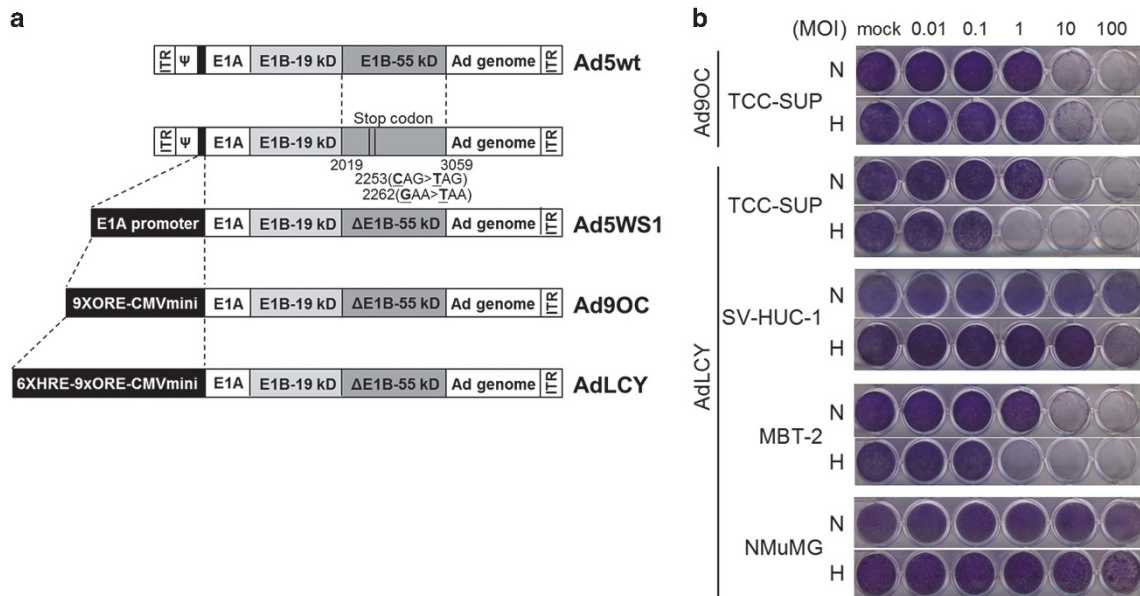 a
ITR Ψ E1A E1B-19 kD E1B-55 kD Ad genome ITR Ad5wt
Stop codon
ITR Ψ E1A E1B-19 kD Ad genome ITR
2019 3059
2253(CAG>TAG)
2262(GAA>TAA)
E1A promoter E1A E1B-19 kD ΔE1B-55 kD Ad genome ITR Ad5WS1
9XORE-CMVmini E1A E1B-19 kD ΔE1B-55 kD Ad genome ITR Ad9OC
6XHRE-9xORE-CMVmini E1A E1B-19 kD ΔE1B-55 kD Ad genome ITR AdLCY
b
(MOI) mock 0.01 0.1 1 10 100
Ad9OC
TCC-SUP
N
H
AdLCY
TCC-SUP
N
H
SV-HUC-1
N
H
MBT-2
N
H
NMuMG
N
H